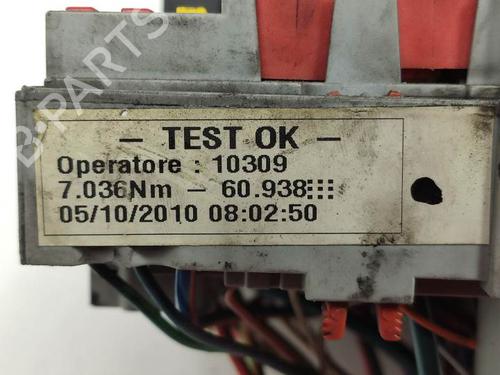 — TEST OK —
Operatore : 10309
7.036Nm — 60.938
05/10/2010 08:02:50
B-PARTS